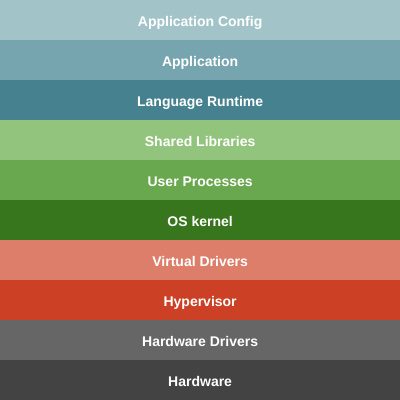 Application Config
Application
Language Runtime
Shared Libraries
User Processes
OS kernel
Virtual Drivers
Hypervisor
Hardware Drivers
Hardware